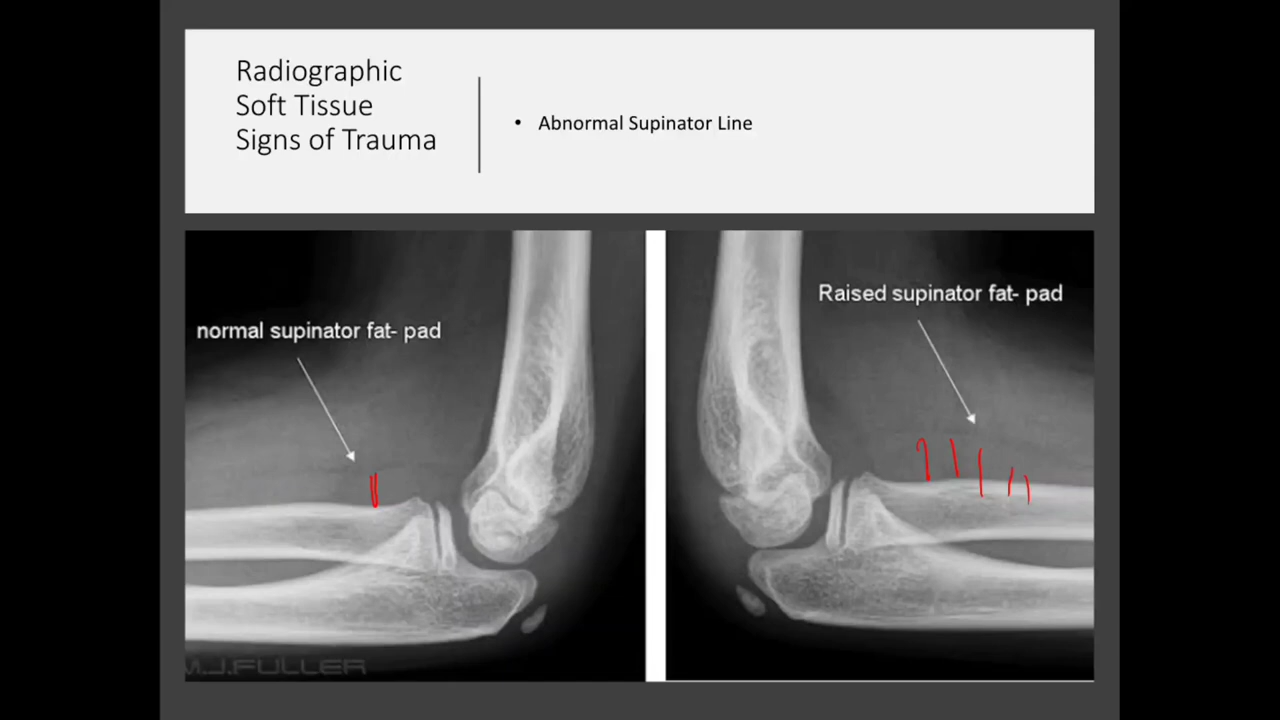 Radiographic
Soft Tissue
Signs of Trauma
• Abnormal Supinator Line
normal supinator fat- pad
Raised supinator fat- pad
M.J.FULLER